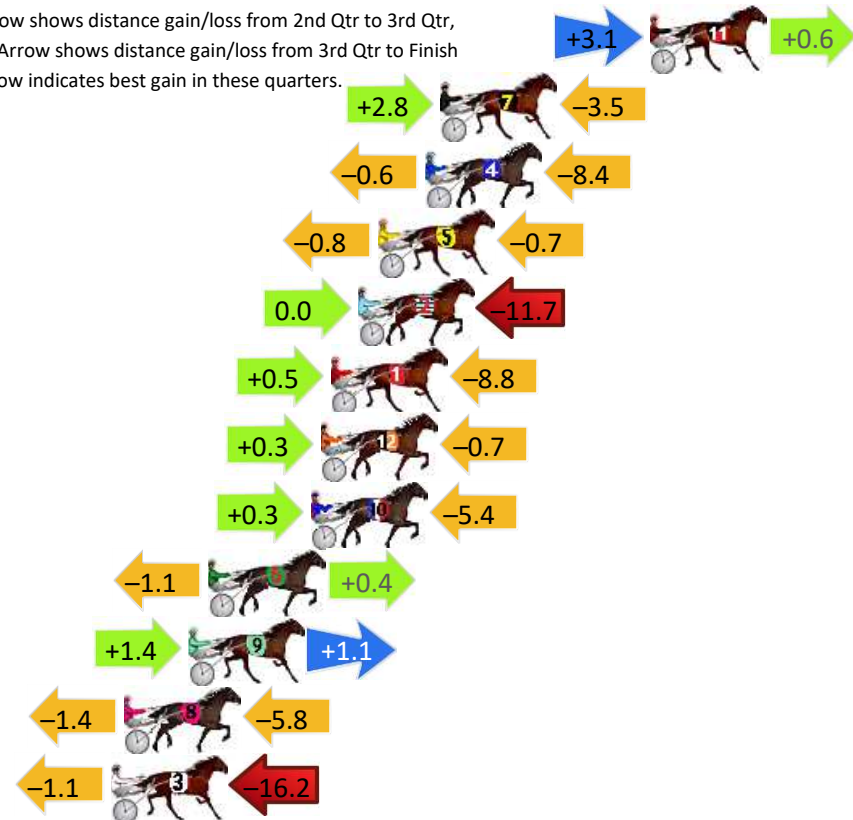 ow shows distance gain/loss from 2nd Qtr to 3rd Qtr,
Arrow shows distance gain/loss from 3rd Qtr to Finish
ow indicates best gain in these quarters.
+3.1 11 +0.6
+2.8 7 –3.5
–0.6 4 –8.4
–0.8 5 –0.7
0.0 2 –11.7
+0.5 1 –8.8
+0.3 12 –0.7
+0.3 10 –5.4
–1.1 6 +0.4
+1.4 9 +1.1
–1.4 8 –5.8
–1.1 3 –16.2